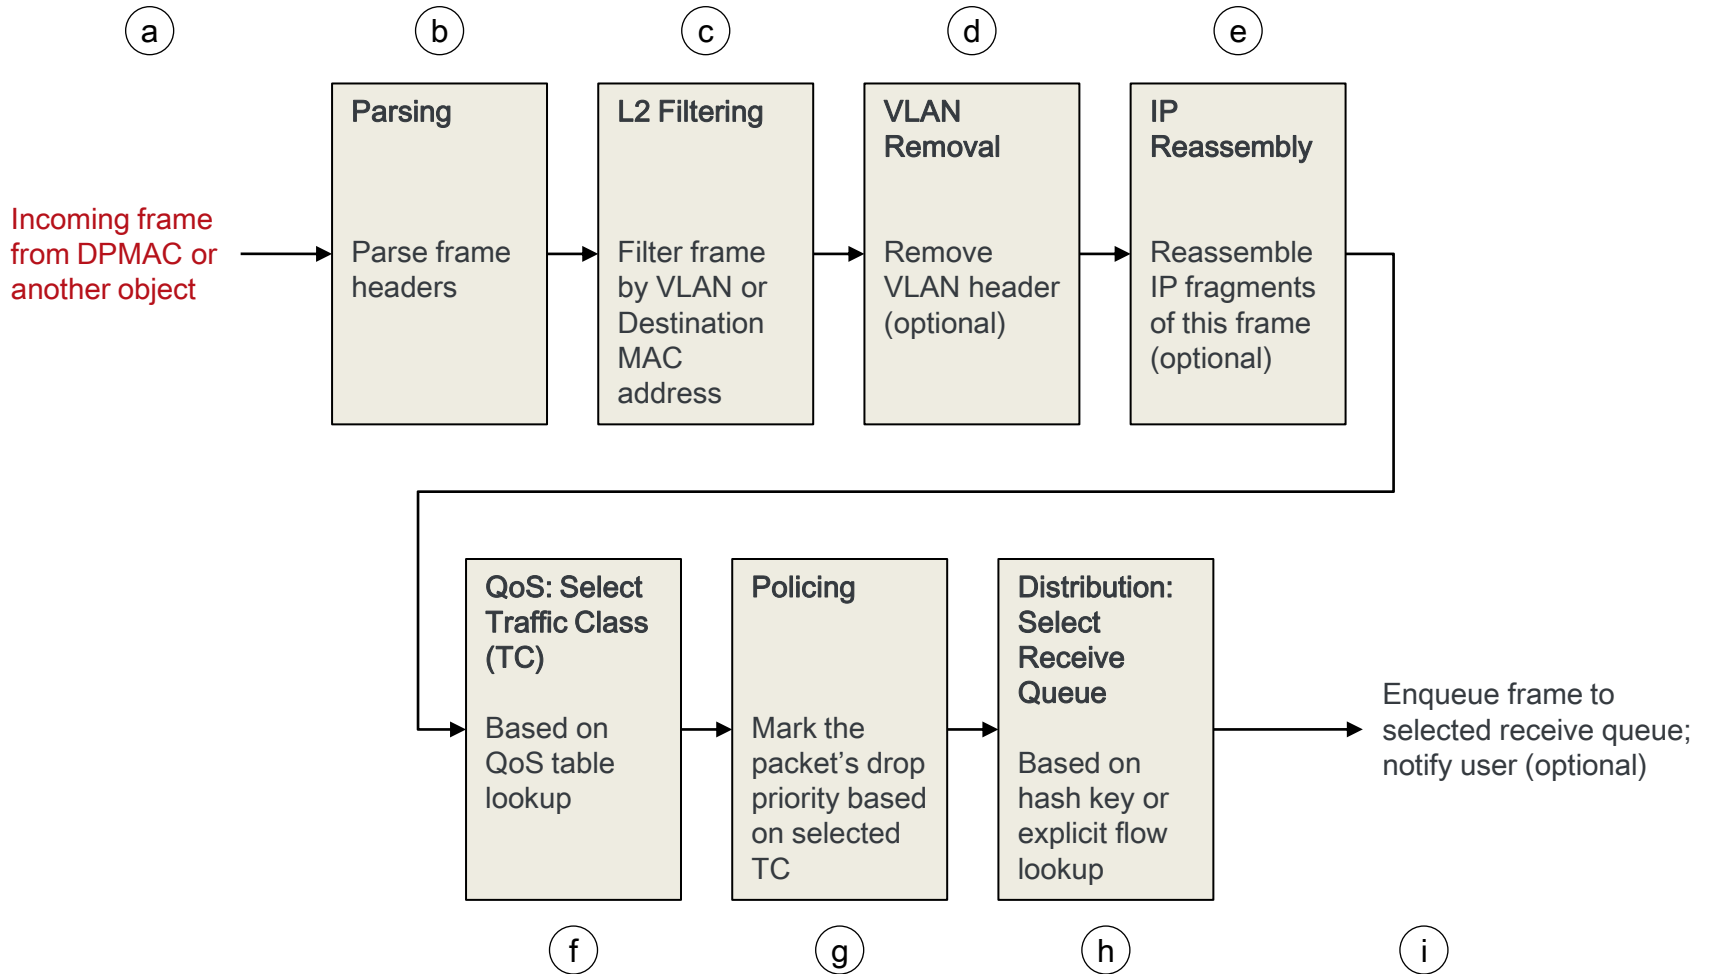 a
b
c
d
e
Incoming frame
from DPMAC or
another object
Parsing
Parse frame
headers
L2 Filtering
Filter frame
by VLAN or
Destination
MAC
address
VLAN
Removal
Remove
VLAN header
(optional)
IP
Reassembly
Reassemble
IP fragments
of this frame
(optional)
QoS: Select
Traffic Class
(TC)
Based on
QoS table
lookup
Policing
Mark the
packet’s drop
priority based
on selected
TC
Distribution:
Select
Receive
Queue
Based on
hash key or
explicit flow
lookup
Enqueue frame to
selected receive queue;
notify user (optional)
f
g
h
i